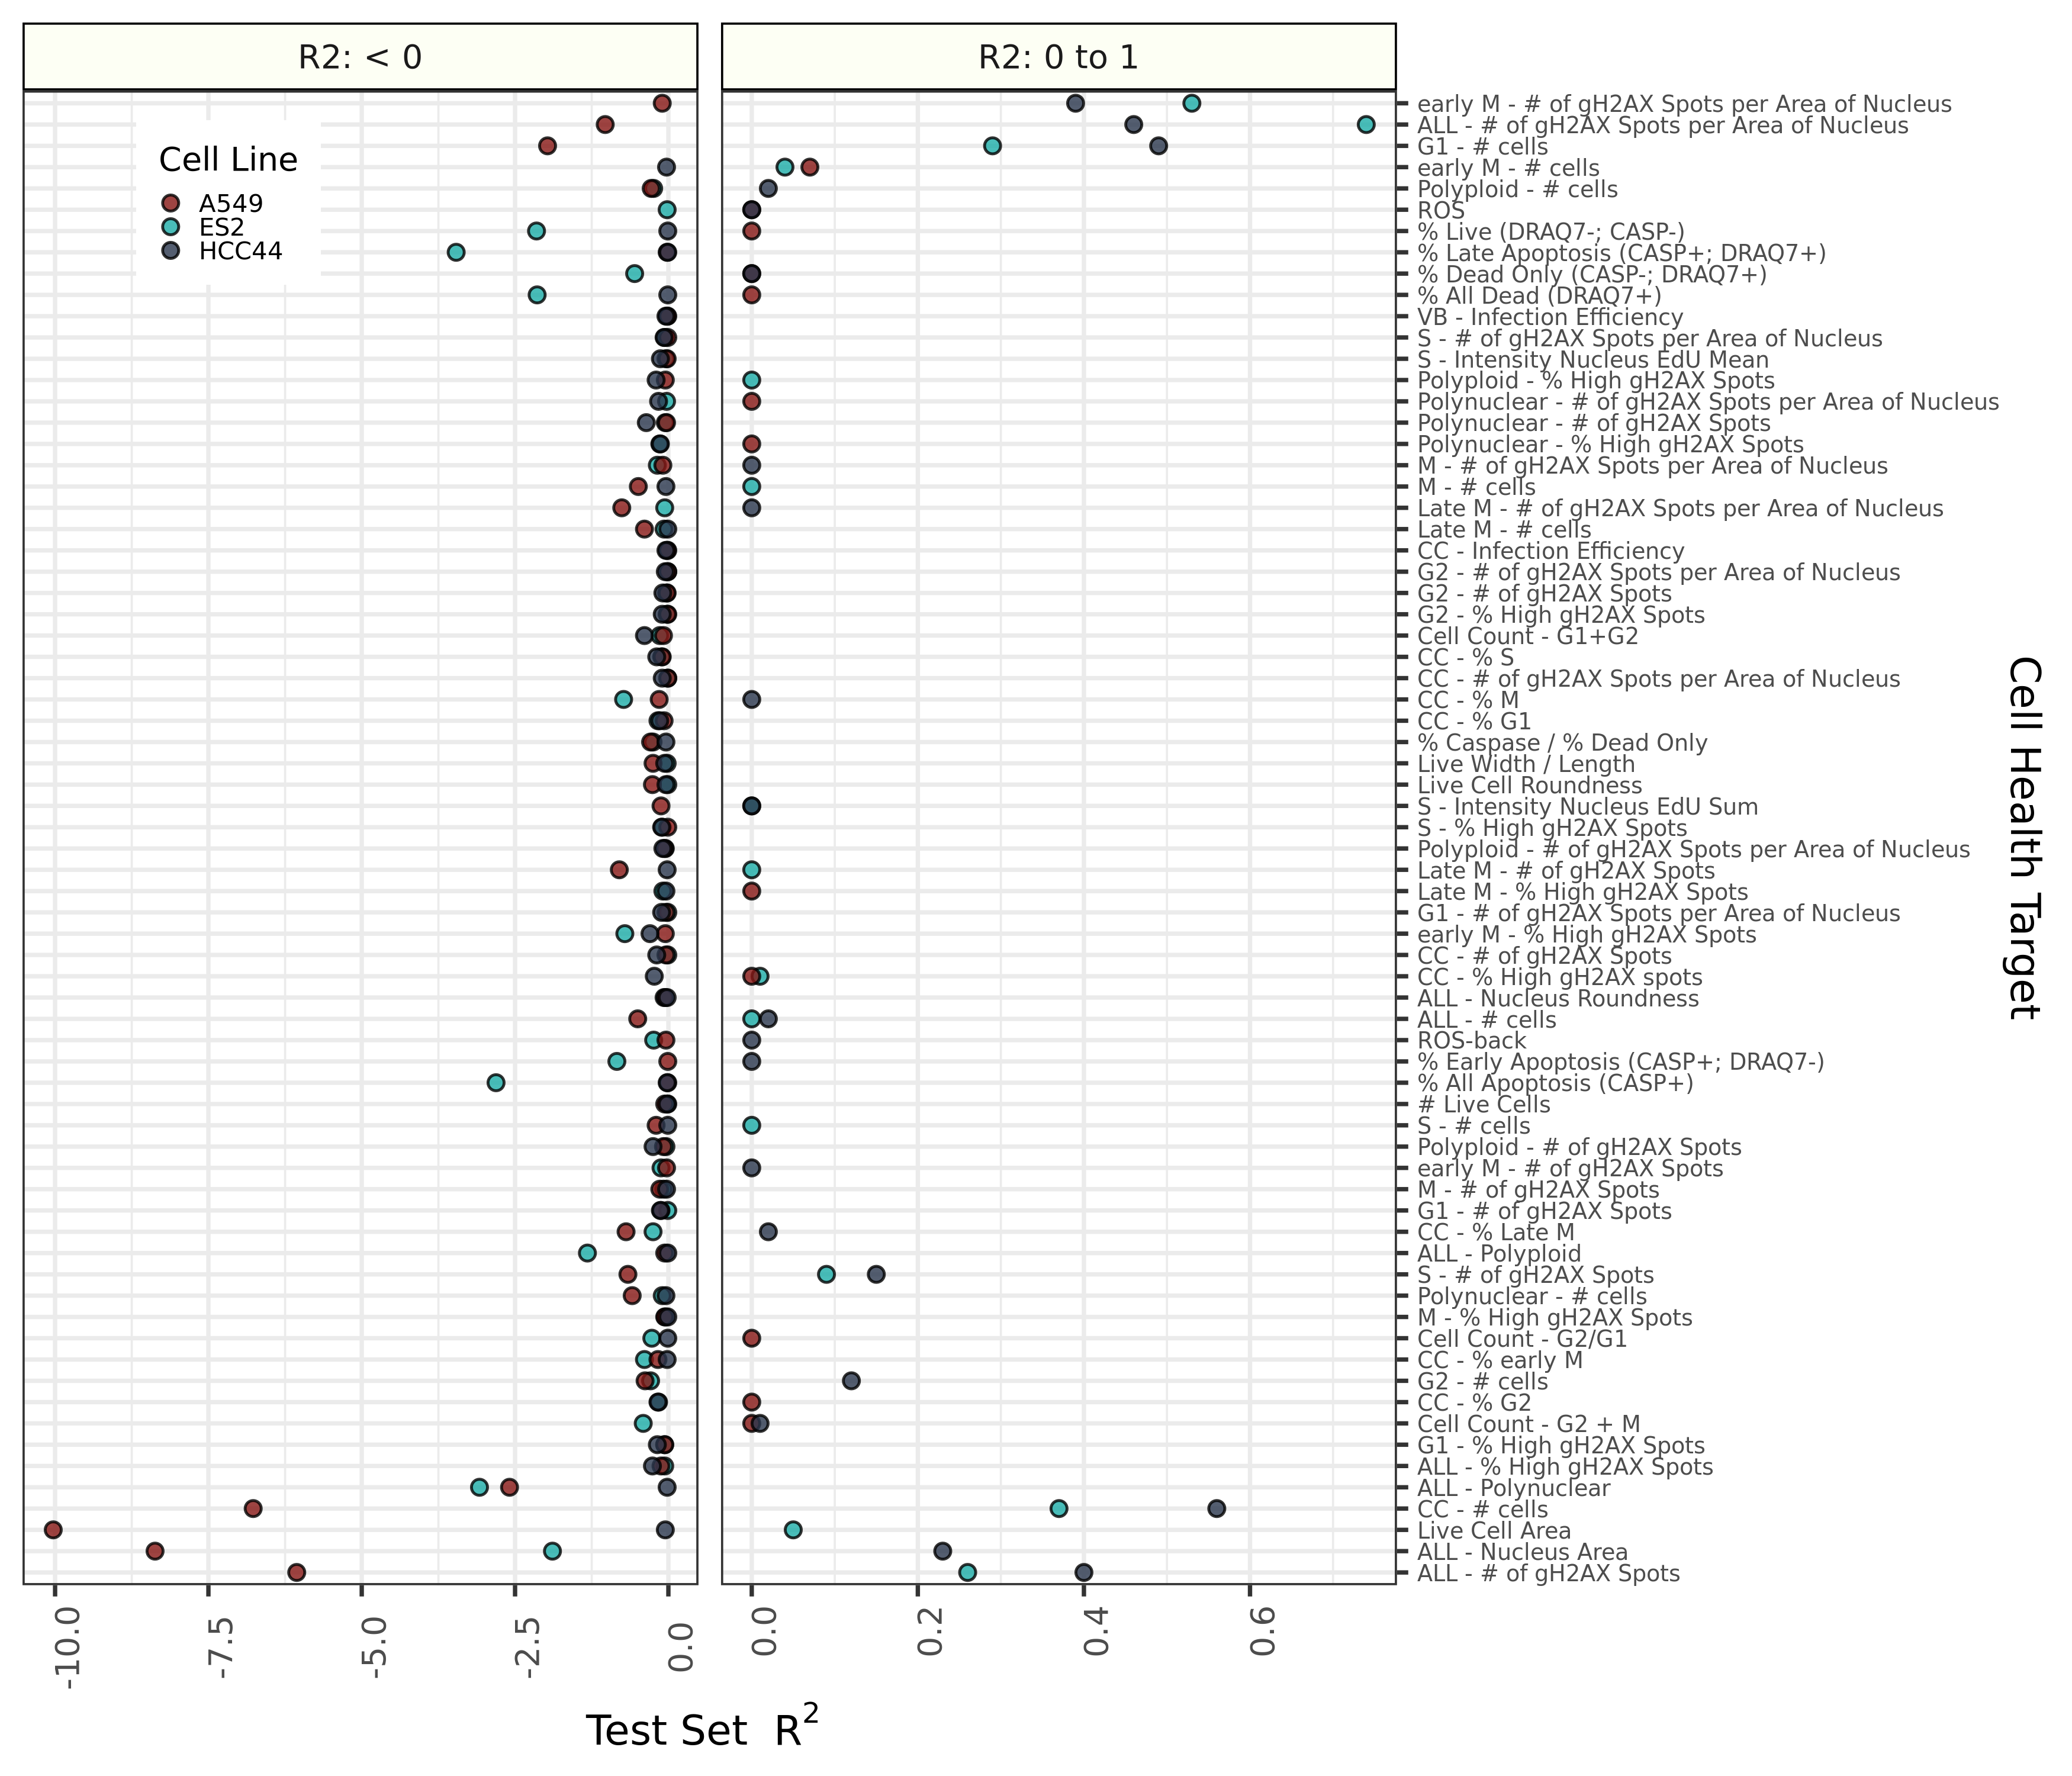 R2: < 0
R2: 0 to 1
Cell Line
A549
ES2
HCC44
early M - # of gH2AX Spots per Area of Nucleus
ALL - # of gH2AX Spots per Area of Nucleus
G1 - # cells
early M - # cells
Polyploid - # cells
ROS
% Live (DRAQ7-; CASP-)
% Late Apoptosis (CASP+; DRAQ7+)
% Dead Only (CASP-; DRAQ7+)
% All Dead (DRAQ7+)
VB - Infection Efficiency
S - # of gH2AX Spots per Area of Nucleus
S - Intensity Nucleus EdU Mean
Polyploid - % High gH2AX Spots
Polynuclear - # of gH2AX Spots per Area of Nucleus
Polynuclear - # of gH2AX Spots
Polynuclear - % High gH2AX Spots
M - # of gH2AX Spots per Area of Nucleus
M - # cells
Late M - # of gH2AX Spots per Area of Nucleus
Late M - # cells
CC - Infection Efficiency
G2 - # of gH2AX Spots per Area of Nucleus
G2 - # of gH2AX Spots
G2 - % High gH2AX Spots
Cell Count - G1+G2
CC - % S
CC - # of gH2AX Spots per Area of Nucleus
CC - % M
CC - % G1
% Caspase / % Dead Only
Live Width / Length
Live Cell Roundness
S - Intensity Nucleus EdU Sum
S - % High gH2AX Spots
Polyploid - # of gH2AX Spots per Area of Nucleus
Late M - # of gH2AX Spots
Late M - % High gH2AX Spots
G1 - # of gH2AX Spots per Area of Nucleus
early M - % High gH2AX Spots
CC - # of gH2AX Spots
CC - % High gH2AX spots
ALL - Nucleus Roundness
ALL - # cells
ROS-back
% Early Apoptosis (CASP+; DRAQ7-)
% All Apoptosis (CASP+)
# Live Cells
S - # cells
Polyploid - # of gH2AX Spots
early M - # of gH2AX Spots
M - # of gH2AX Spots
G1 - # of gH2AX Spots
CC - % Late M
ALL - Polyploid
S - # of gH2AX Spots
Polynuclear - # cells
M - % High gH2AX Spots
Cell Count - G2/G1
CC - % early M
G2 - # cells
CC - % G2
Cell Count - G2 + M
G1 - % High gH2AX Spots
ALL - % High gH2AX Spots
ALL - Polynuclear
CC - # cells
Live Cell Area
ALL - Nucleus Area
ALL - # of gH2AX Spots
Cell Health Target
-10.0
-7.5
-5.0
-2.5
0.0
0.0
0.2
0.4
0.6
Test Set R2